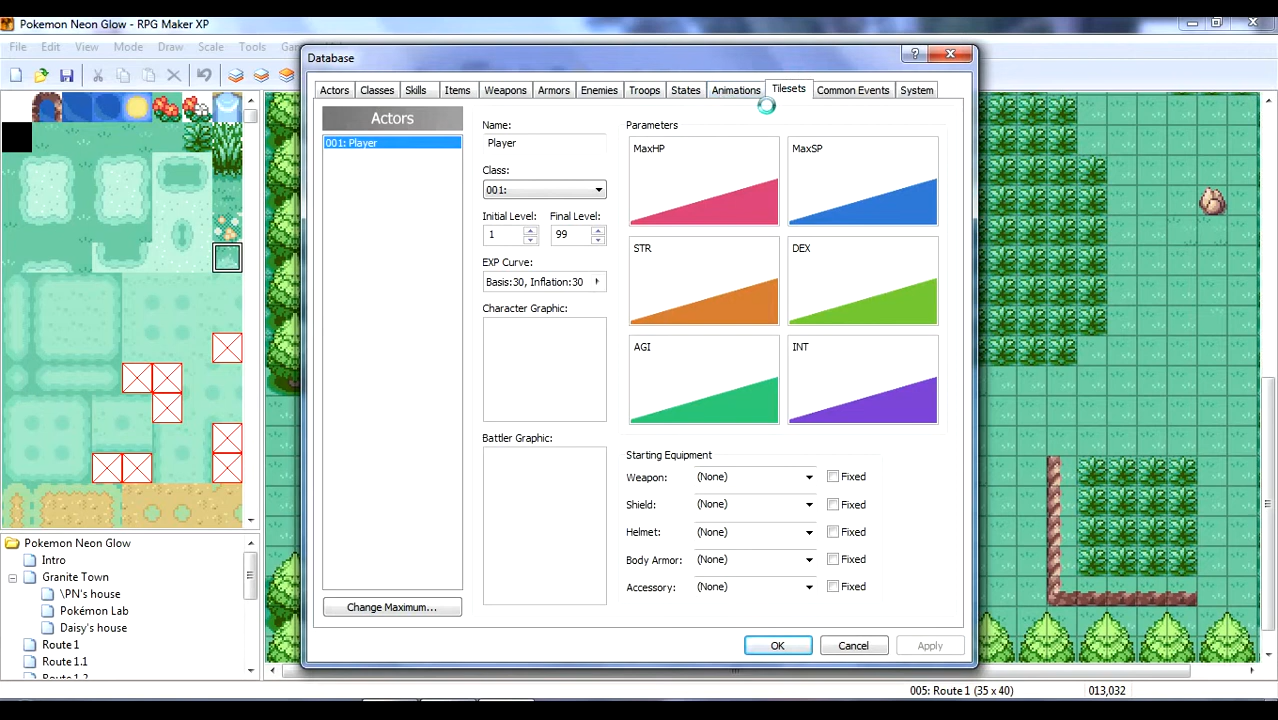 Pokemon Neon Glow - RPG Maker XP
File Edit View Mode Draw Scale Tools
Database
Actors Classes Skills Items Weapons Armors Enemies Troops States Animations Tilesets Common Events System
Actors
001: Player
Change Maximum...
Name:
Player
Class:
001:
Initial Level: Final Level:
1 99
EXP Curve:
Basis:30, Inflation:30
Character Graphic:
Battler Graphic:
Parameters
MaxHP MaxSP
STR DEX
AGI INT
Starting Equipment
Weapon: (None) Fixed
Shield: (None) Fixed
Helmet: (None) Fixed
Body Armor: (None) Fixed
Accessory: (None) Fixed
OK Cancel Apply
Pokemon Neon Glow
Intro
Granite Town
\PN's house
Pokémon Lab
Daisy's house
Route 1
Route 1.1
Route 1.2
005: Route 1 (35 x 40) 013,032